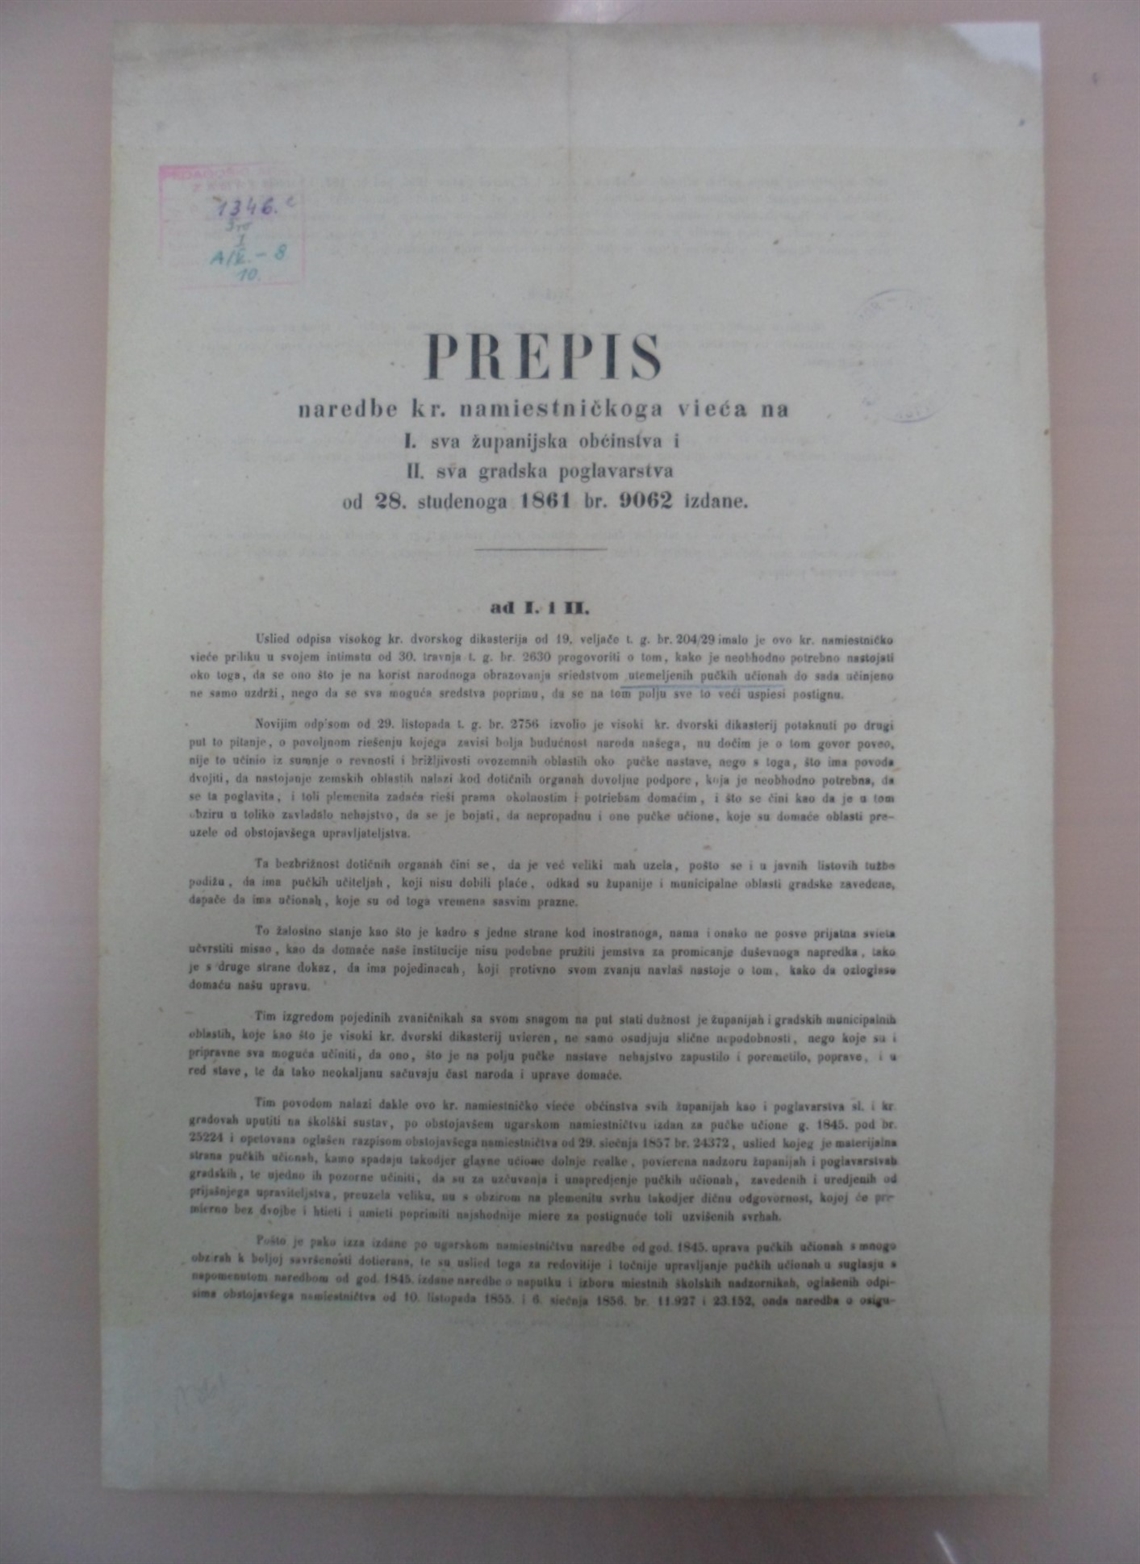 1346.
A/II.-8
10.
PREPIS
naredbe kr. namiestničkoga vieća na
I. sva županijska obćinstva i
II. sva gradska poglavarstva
od 28. studenoga 1861 br. 9062 izdane.
ad I. i II.
Uslied odpisa visokog kr. dvorskog dikasterija od 19. veljače t. g. br. 204/29 imalo je ovo kr. namiestničko
vieće priliku u svojem intimatu od 30. travnja t. g. br. 2630 progovoriti o tom, kako je neobhodno potrebno nastojati
oko toga, da se ono što je na korist narodnoga obrazovanja sriedstvom utemeljenih pučkih učionah do sada učinjeno
ne samo uzdrži, nego da se sva moguća sredstva poprimu, da se na tom polju sve to veći uspiesi postignu.
Novijim odp'som od 29. listopada t. g. br. 2756 izvolio je visoki kr. dvorski dikasterij potaknuti po drugi
put to pitanje, o povoljnom riešenju kojega zavisi bolja budućnost naroda našega, nu dočim je o tom govor poveo,
nije to učinio iz sumnje o revnosti i brižljivosti ovozemnih oblastih oko pučke nastave, nego s toga, što ima povoda
dvojiti, da nastojanje zemskih oblastih nalazi kod dotičnih organah dovoljne podpore, koja je neobhodno potrebna, da
se ta poglavita, i toli plemenita zadaća rieši prama okolnostim i potriebam domaćim, i što se čini kao da je u tom
obziru u toliko zavladalo nehajstvo, da se je bojati, da nepropadnu i one pučke učione, koje su domaće oblasti pre-
uzele od obstojavšega upravljateljstva.
Ta bezbrižnost dotičnih organah čini se, da je već veliki mah uzela, pošto se i u javnih listovih tužbe
podižu, da ima pučkih učiteljah, koji nisu dobili plaće, odkad su županije i municipalne oblasti gradske zavedene,
dapače da ima učionah, koje su od toga vremena sasvim prazne.
To žalostno stanje kao što je kadro s jedne strane kod inostranoga, nama i onako ne posve prijatna svieta
učvrstiti misao, kao da domaće naše institucije nisu podobne pružiti jemstva za promicanje duševnoga napredka, tako
je s druge strane dokaz, da ima pojedinacah, koji protivno svom zvanju navlaš nastoje o tom, kako da ozloglase
domaću našu upravu.
Tim izgredom pojedinih zvaničnikah sa svom snagom na put stati dužnost je županijah i gradskih municipalnih
oblastih, koje kao što je visoki kr. dvorski dikasterij uvieren, ne samo osudjuju slične nepodobnosti, nego koje su i
pripravne sva moguća učiniti, da ono, što je na polju pučke nastave nehajstvo zapustilo i poremetilo, poprave, i u
red stave, te da tako neokaljanu sačuvaju čast naroda i uprave domaće.
Tim povodom nalazi dakle ovo kr. namiestničko vieće obćinstva svih županijah kao i poglavarstva sl. i kr.
gradovah uputiti na školski sustav, po obstojavšem ugarskom namiestničtvu izdan za pučke učione g. 1845. pod br.
25224 i opetovana oglašen razpisom obstojavšega namiestničtva od 29. siečnja 1857 br. 24372, uslied kojeg je materijalna
strana pučkih učionah, kamo spadaju takodjer glavne učione dolnje realke, povierena nadzoru županijah i poglavarstvah
gradskih, te ujedno ih pozorne učiniti, da su za uzčuvanja i unapredjenje pučkih učionah, zavedenih i uredjenih od
prijašnjega upraviteljstva, preuzela veliku, nu s obzirom na plemenitu svrhu takodjer dičnu odgovornost, kojoj će pri-
mierno bez dvojbe i htieti i umieti poprimiti najshodnije miere za postignuće toli uzvišenih svrhah.
Pošto je pako izza izdane po ugarskom namiestničtvu naredbe od god. 1845. uprava pučkih učionah s mnogo
obzirah k boljoj savršenosti dotierana, te su uslied toga za redovitije i točnije upravljanje pučkih učionah u suglasju s
napomenutom naredbom od god. 1845. izdane naredbe o naputku i izboru miestnih školskih nadzornikah, oglašenih odpi-
sima obstojavšega namiestničtva od 10. listopada 1855. i 6. siečnja 1856. br. 11.927 i 23.152, onda naredba o osigu-